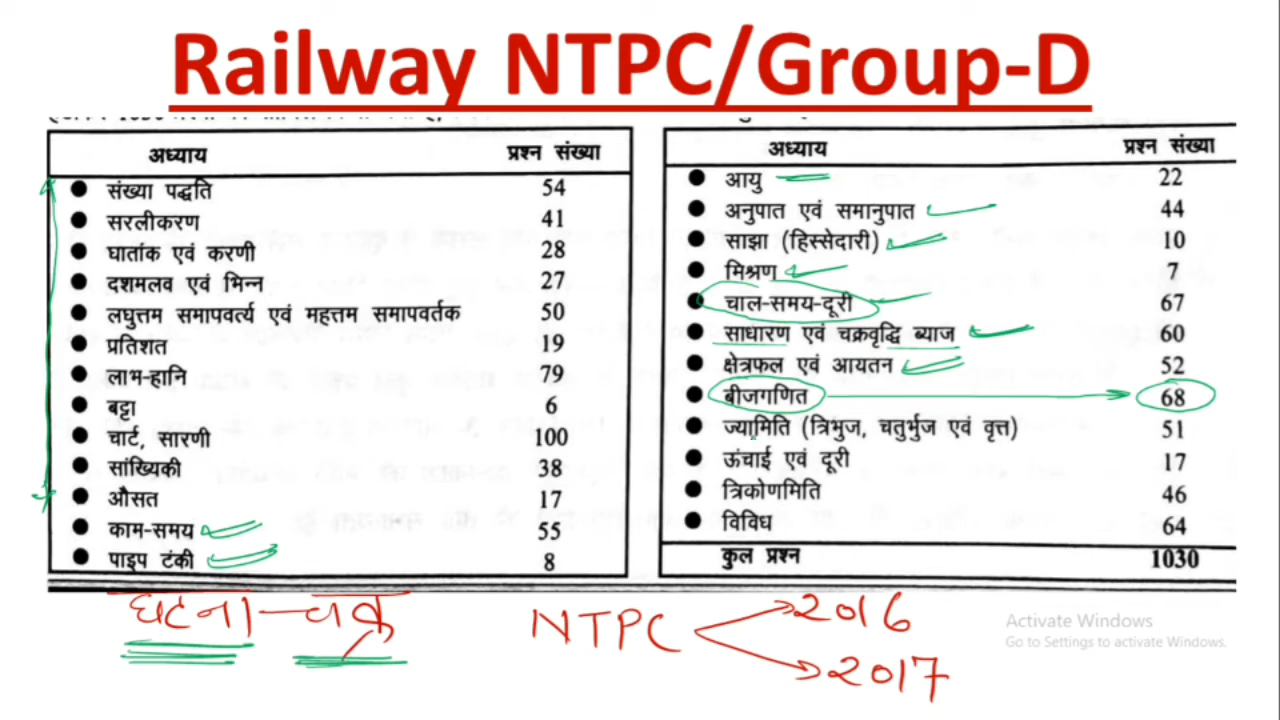 Railway NTPC/Group-D
अध्याय प्रश्न संख्या
संख्या पद्धति 54
सरलीकरण 41
घातांक एवं करणी 28
दशमलव एवं भिन्न 27
लघुत्तम समापवर्त्य एवं महत्तम समापवर्तक 50
प्रतिशत 19
लाभ-हानि 79
बट्टा 6
चार्ट, सारणी 100
सांख्यिकी 38
औसत 17
काम-समय 55
पाइप टंकी 8
अध्याय प्रश्न संख्या
आयु 22
अनुपात एवं समानुपात 44
साझा (हिस्सेदारी) 10
मिश्रण 7
चाल-समय-दूरी 67
साधारण एवं चक्रवृद्धि ब्याज 60
क्षेत्रफल एवं आयतन 52
बीजगणित 68
ज्यामिति (त्रिभुज, चतुर्भुज एवं वृत्त) 51
ऊंचाई एवं दूरी 17
त्रिकोणमिति 46
विविध 64
कुल प्रश्न 1030
घटना-चक्र
NTPC 2016
2017
Activate Windows
Go to Settings to activate Windows.